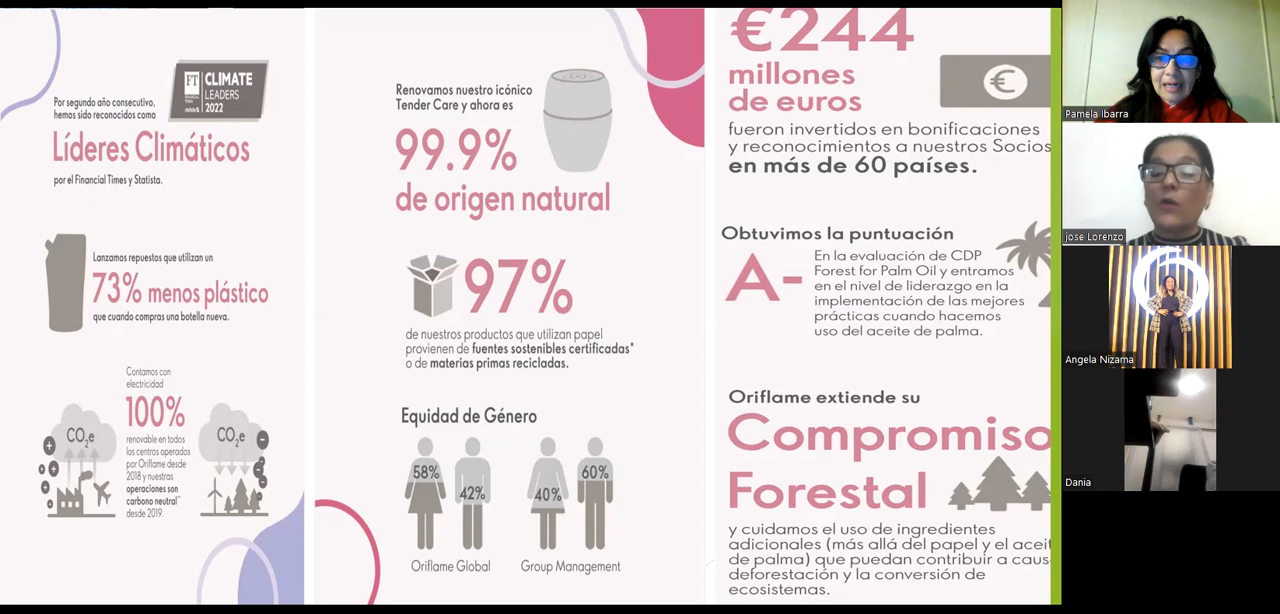 Por segundo año consecutivo,
hemos sido reconocidos como
Líderes Climáticos
por el Financial Times y Statista.
FT
CLIMATE
LEADERS
2022
Lanzamos repuestos que utilizan un
73% menos plástico
que cuando compras una botella nueva.
Contamos con
electricidad
100%
renovable en todos
los centros operados
por Oriflame desde
2018 y nuestras
operaciones son
carbono neutral
desde 2019.
CO2e
CO2e
Renovamos nuestro icónico
Tender Care y ahora es
99.9%
de origen natural
97%
de nuestros productos que utilizan papel
provienen de fuentes sostenibles certificadas*
o de materias primas recicladas.
Equidad de Género
58%
42%
40%
60%
Oriflame Global
Group Management
€244
millones
de euros
€
fueron invertidos en bonificaciones
y reconocimientos a nuestros Socios
en más de 60 países.
Obtuvimos la puntuación
A-
En la evaluación de CDP
Forest for Palm Oil y entramos
en el nivel de liderazgo en la
implementación de las mejores
prácticas cuando hacemos
uso del aceite de palma.
Oriflame extiende su
Compromiso
Forestal
y cuidamos el uso de ingredientes
adicionales (más allá del papel y el aceit
de palma) que puedan contribuir a caus
deforestación y la conversión de
ecosistemas.
Pamela Ibarra
jose Lorenzo
Angela Nizama
Dania